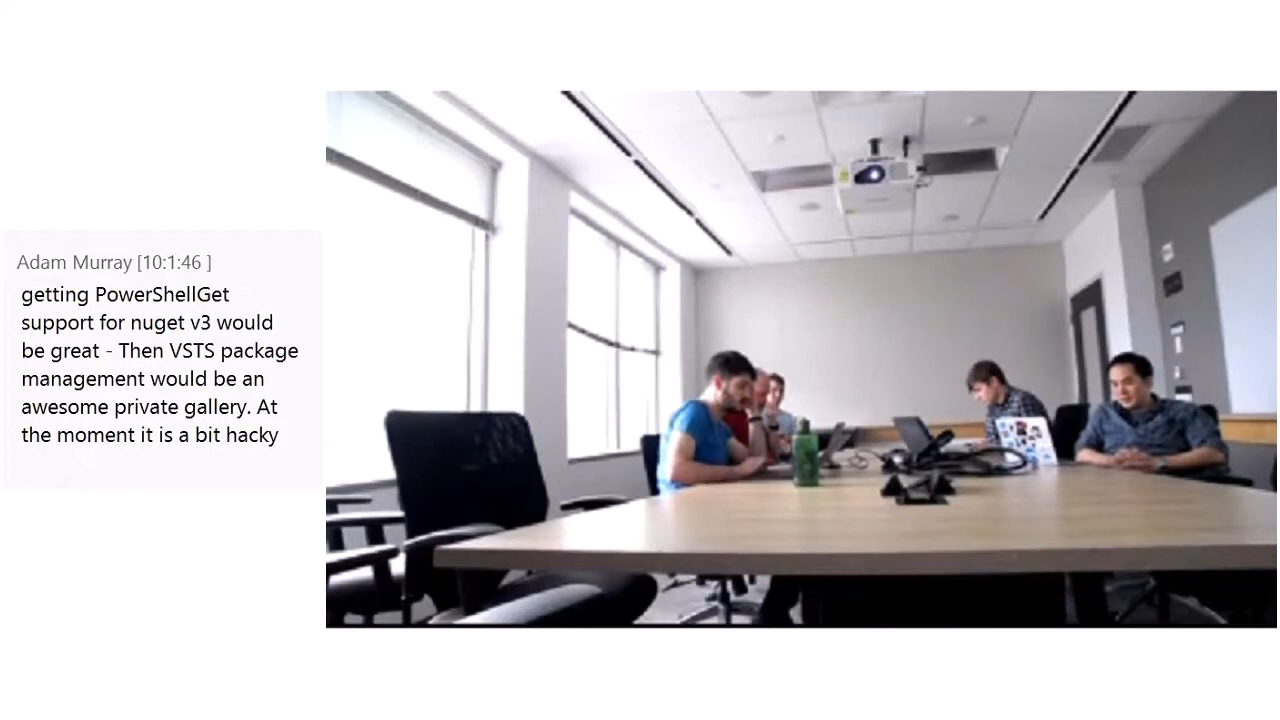 Adam Murray [10:1:46 ]
getting PowerShellGet
support for nuget v3 would
be great - Then VSTS package
management would be an
awesome private gallery. At
the moment it is a bit hacky